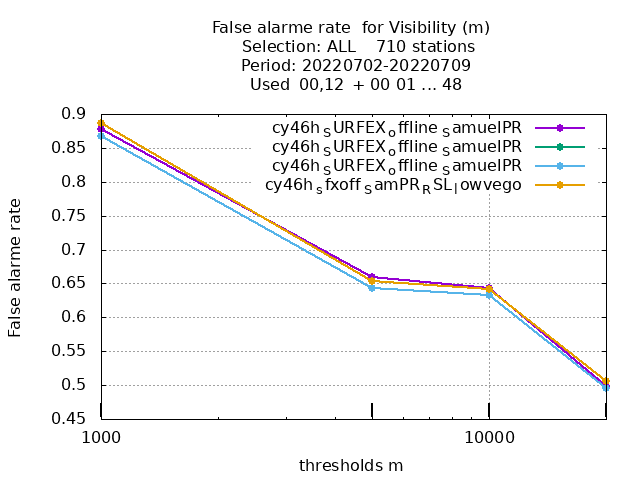 False alarme rate  for Visibility (m)
Selection: ALL    710 stations
Period: 20220702-20220709
Used 00,12 + 00 01 ... 48
0.9
0.85
0.8
0.75
0.7
0.65
0.6
0.55
0.5
0.45
False alarme rate
cy46h_SURFEX_offline_SamuelPR
cy46h_SURFEX_offline_SamuelPR
cy46h_SURFEX_offline_SamuelPR
cy46h_sfxoff_SamPR_RSL_lowvego
1000
10000
thresholds m